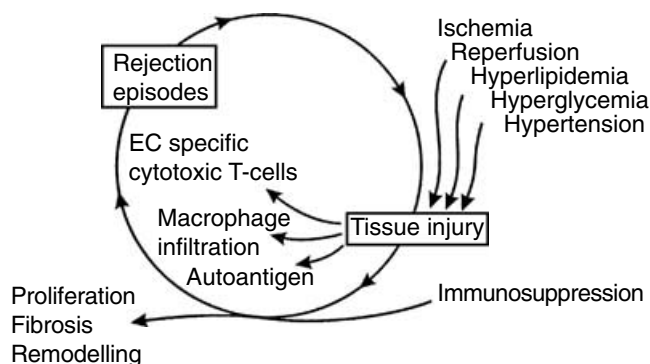 Ischemia
Reperfusion
Hyperlipidemia
Hyperglycemia
Hypertension
Rejection
episodes
EC specific
cytotoxic T-cells
Macrophage
infiltration
Autoantigen
Tissue injury
Immunosuppression
Proliferation
Fibrosis
Remodelling